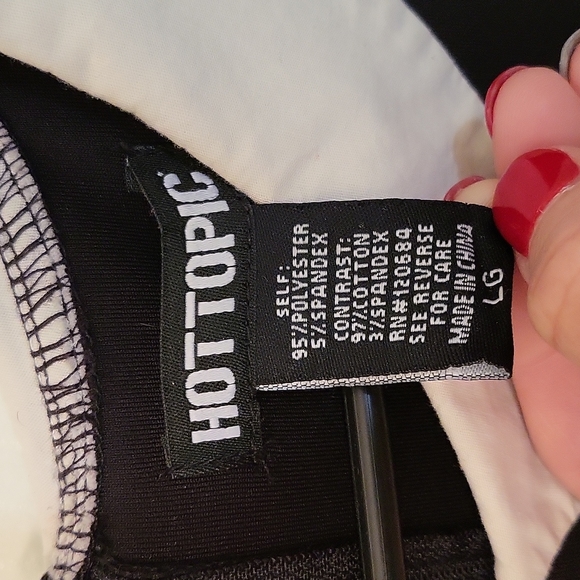 HOT TOPIC
SELF:
95%POLYESTER
5%SPANDEX
CONTRAST:
97%COTTON
3%SPANDEX
RN#120584
SEE REVERSE
FOR CARE
MADE IN CHINA
LG